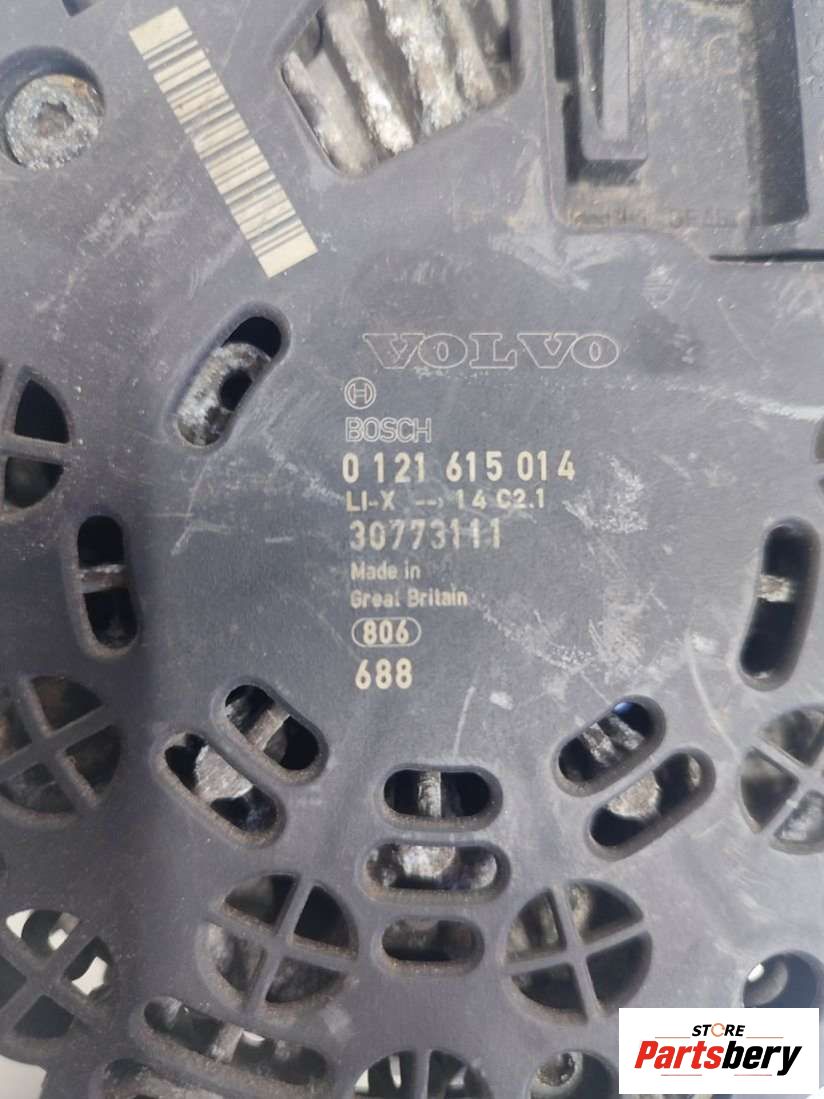 VOLVO
BOSCH
0 121 615 014
LI-X -- 14 C2.1
30773111
Made in
Great Britain
806
688
STORE
Partsbery